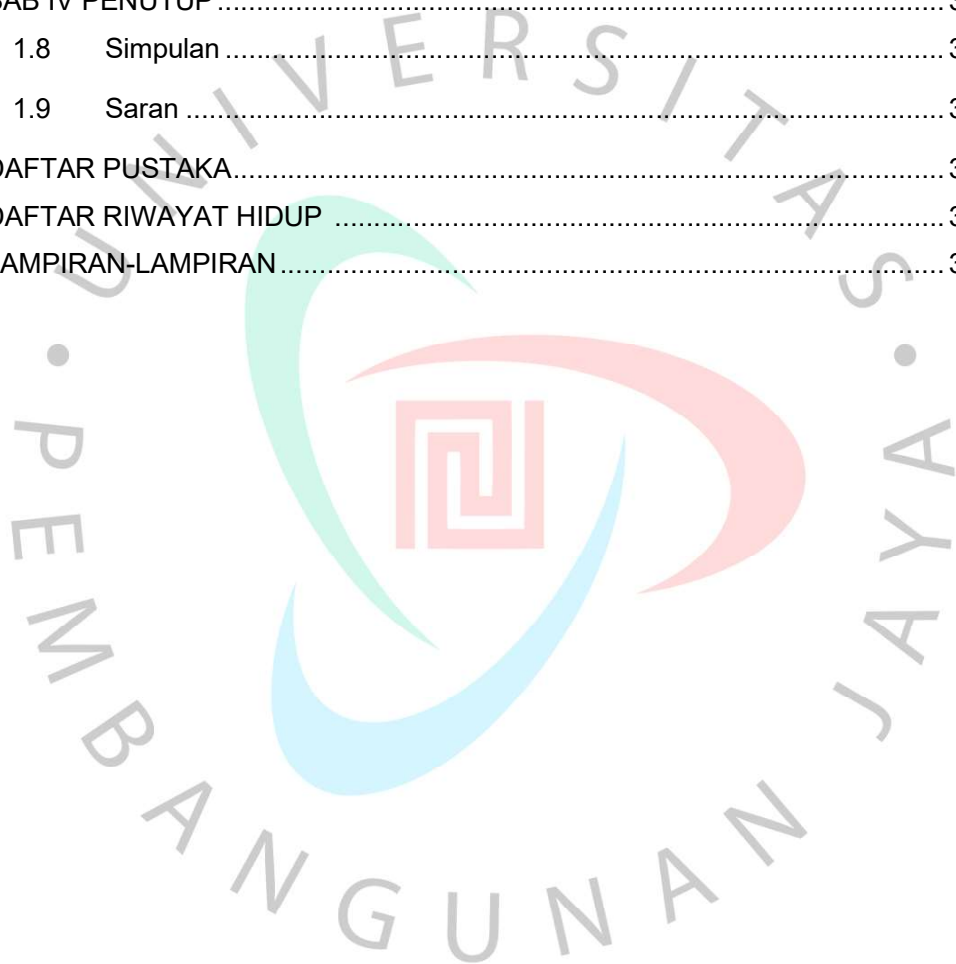 BAB IV PENUTUP ........................................................................................ 3
1.8 Simpulan ........................................................................................ 3
1.9 Saran ........................................................................................ 3
DAFTAR PUSTAKA ........................................................................................ 3
DAFTAR RIWAYAT HIDUP ........................................................................................ 3
LAMPIRAN-LAMPIRAN ........................................................................................ 3
UNIVERSITAS • PEMBANGUNAN JAYA •